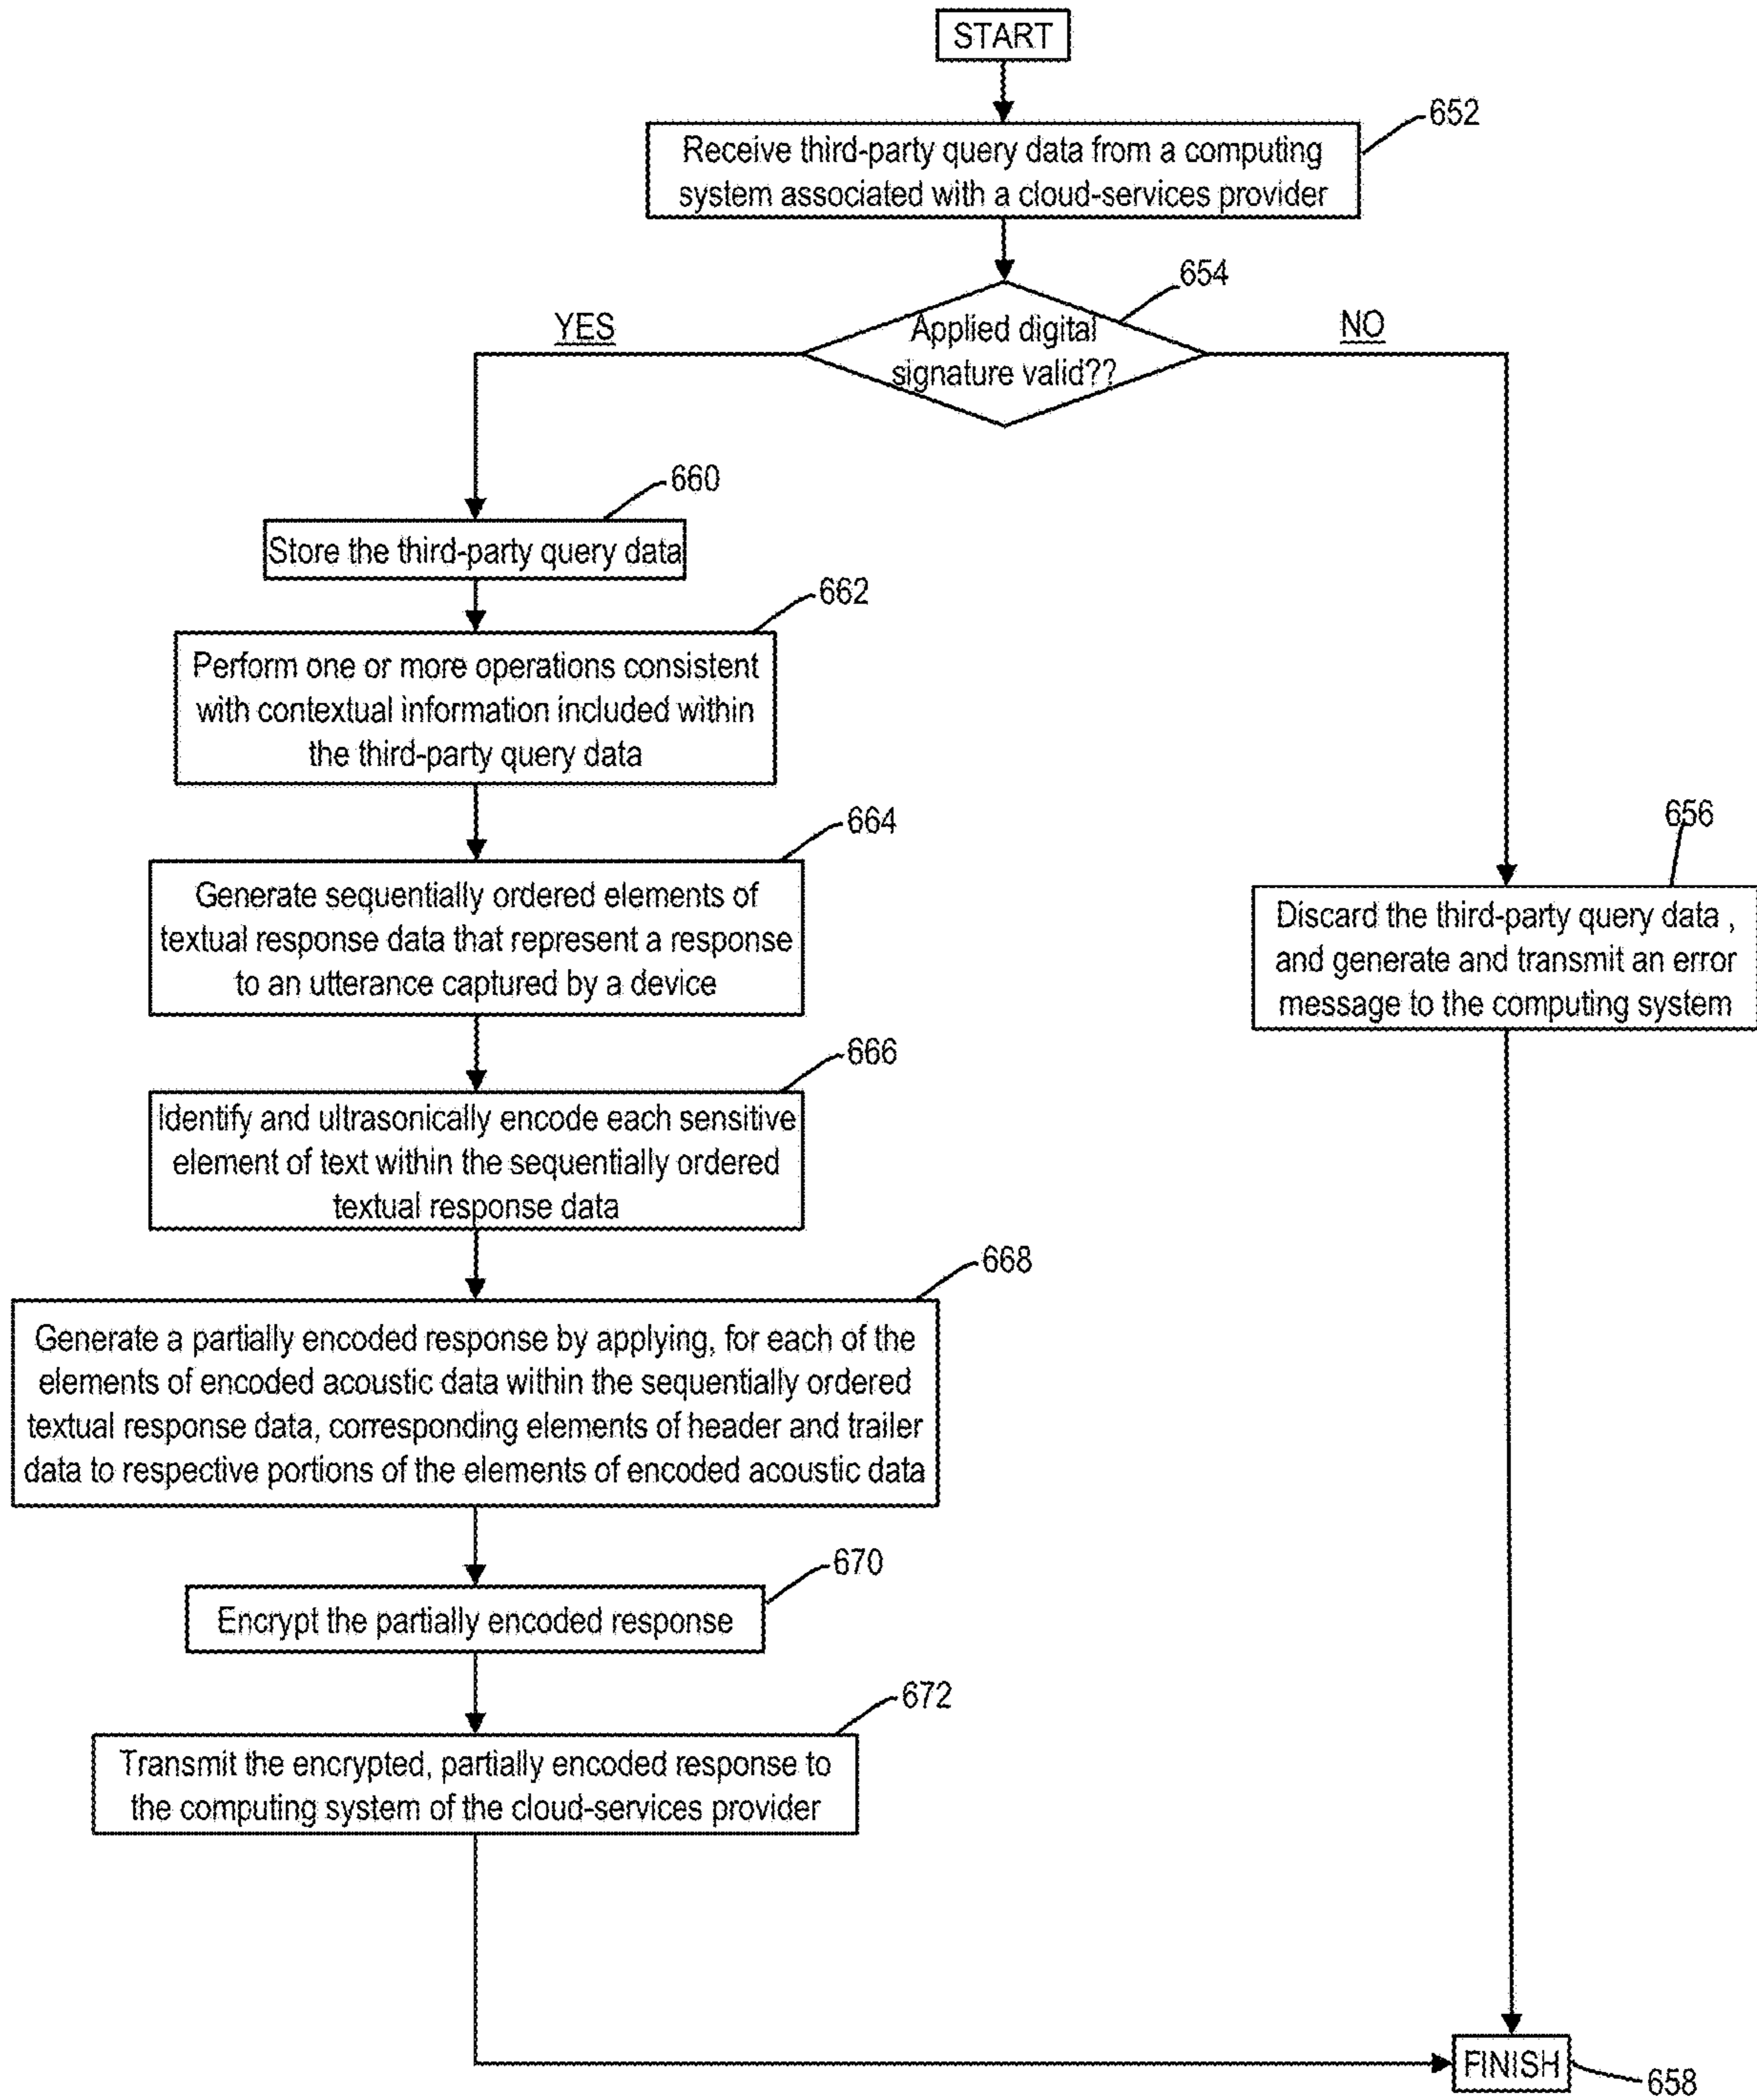 START
652
Receive third-party query data from a computing
system associated with a cloud-services provider
654
YES
Applied digital
signature valid??
NO
660
Store the third-party query data
662
Perform one or more operations consistent
with contextual information included within
the third-party query data
664
Generate sequentially ordered elements of
textual response data that represent a response
to an utterance captured by a device
656
Discard the third-party query data ,
and generate and transmit an error
message to the computing system
666
Identify and ultrasonically encode each sensitive
element of text within the sequentially ordered
textual response data
668
Generate a partially encoded response by applying, for each of the
elements of encoded acoustic data within the sequentially ordered
textual response data, corresponding elements of header and trailer
data to respective portions of the elements of encoded acoustic data
670
Encrypt the partially encoded response
672
Transmit the encrypted, partially encoded response to
the computing system of the cloud-services provider
FINISH
658